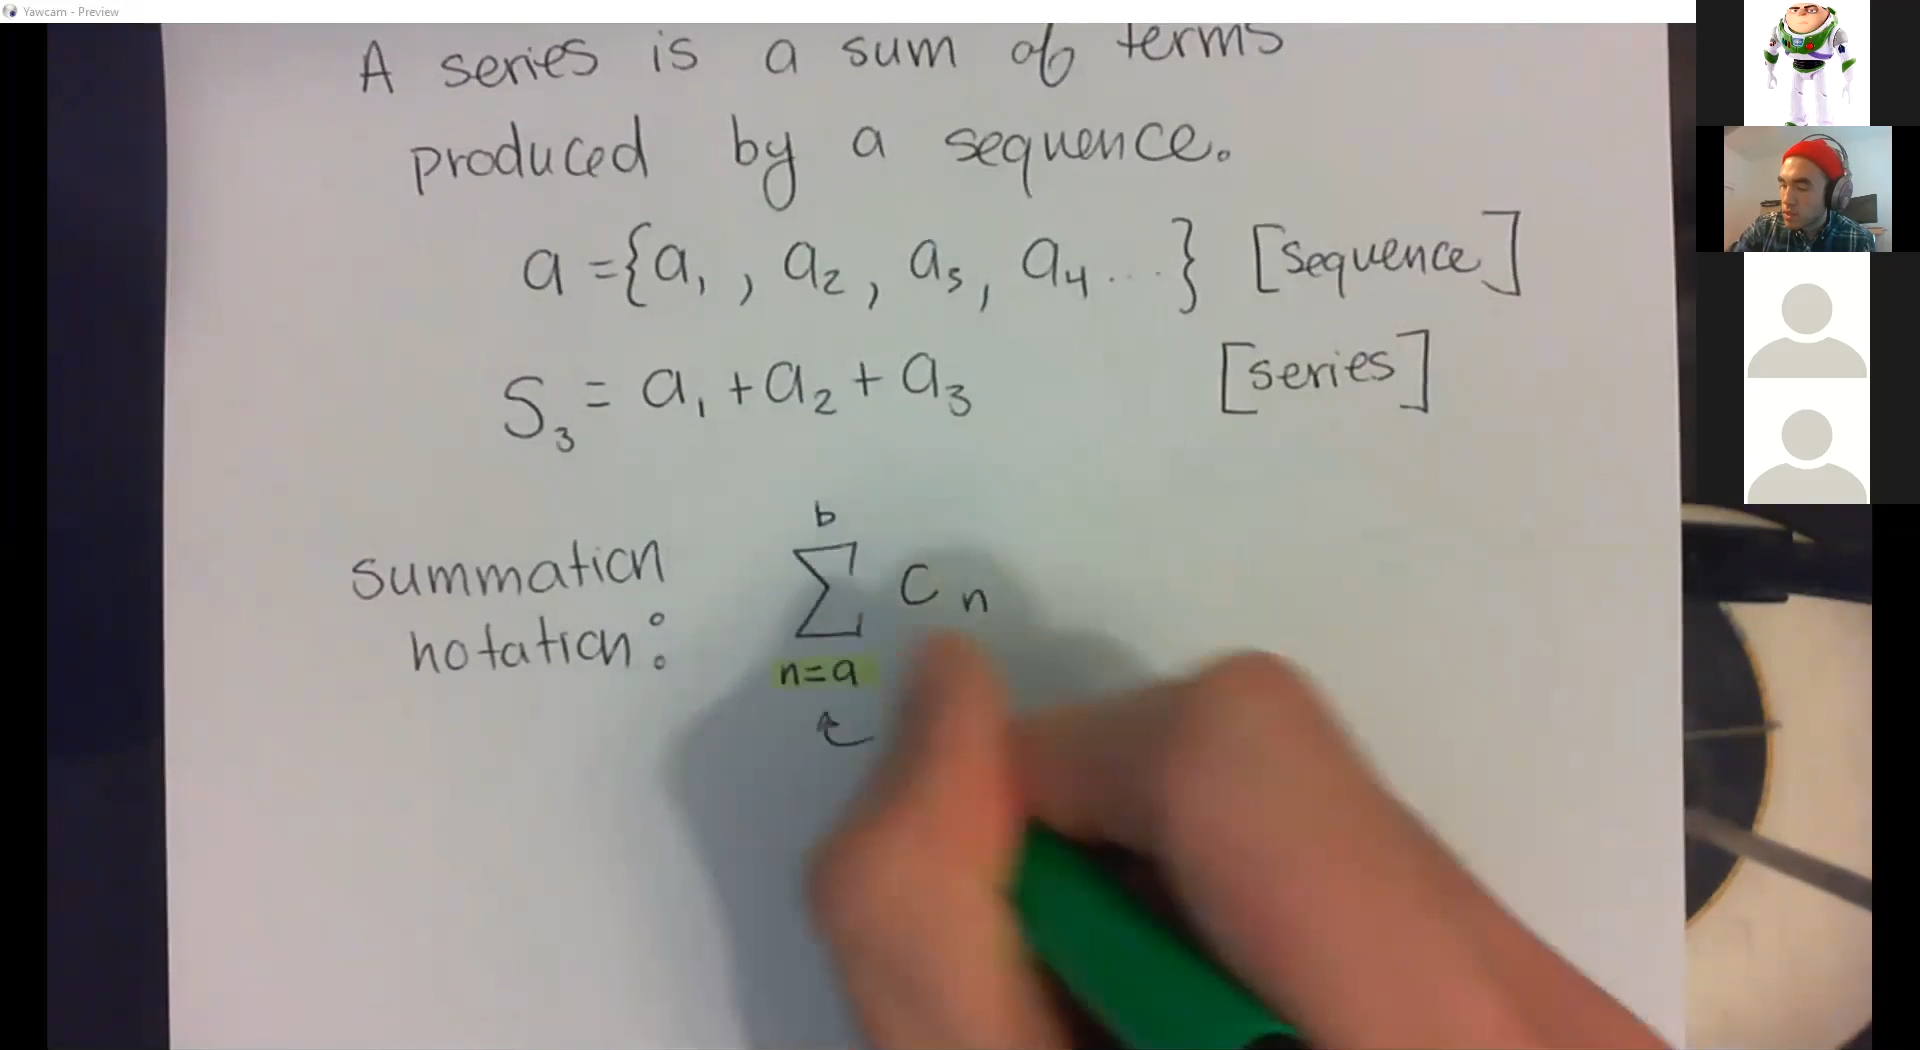 Yawcam - Preview
A series is a sum of terms
produced by a sequence.
a = {a₁, a₂, a₃, a₄ ...} [sequence]
S₃ = a₁ + a₂ + a₃ [series]
b
summation ∑ cₙ
notation: n=a